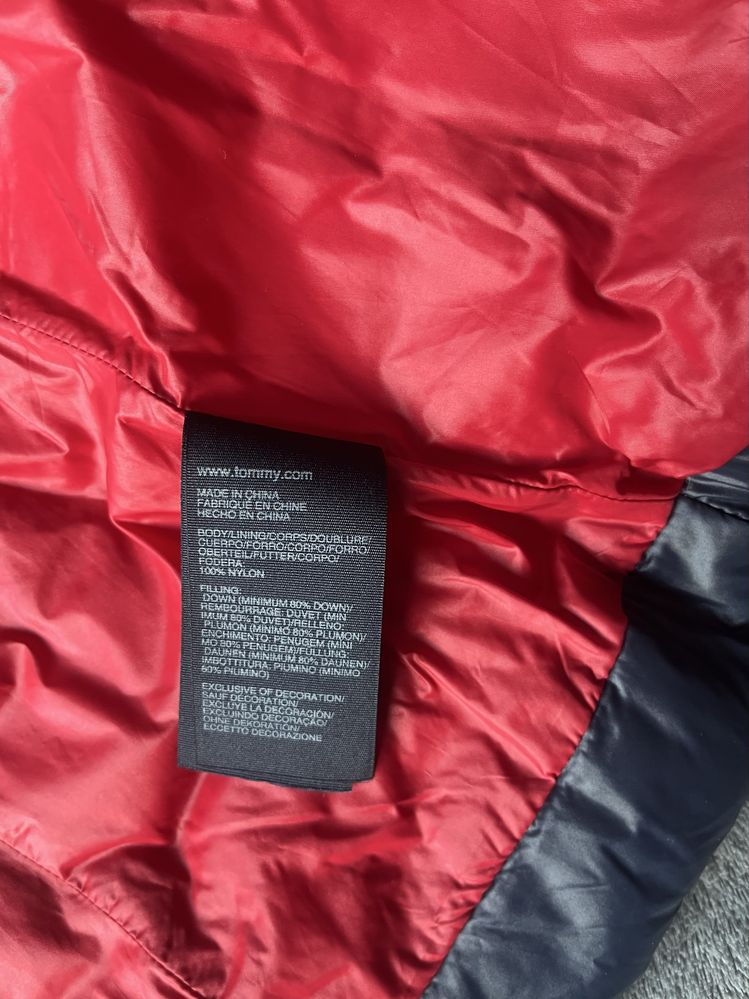 www.tommy.com
MADE IN CHINA
FABRIQUÉ EN CHINE
HECHO EN CHINA
BODY/LINING/CORPS/DOUBLURE/
CUERPO/FORRO/CORPO/FORRO/
OBERTEIL/FUTTER/CORPO/
FODERA:
100% NYLON
FILLING:
DOWN (MINIMUM 80% DOWN)/
REMBOURRAGE: DUVET (MINI
MUM 80% DUVET)/RELLENO:
PLUMÓN (MÍNIMO 80% PLUMÓN)/
ENCHIMENTO: PENUGEM (MÍNI
MO 80% PENUGEM)/FULLUNG:
DAUNEN (MINIMUM 80% DAUNEN)/
IMBOTTITURA: PIUMINO (MINIMO
80% PIUMINO)
EXCLUSIVE OF DECORATION/
SAUF DÉCORATION/
EXCLUYE LA DECORACIÓN/
EXCLUINDO DECORAÇÃO/
OHNE DEKORATION/
ECCETTO DECORAZIONE